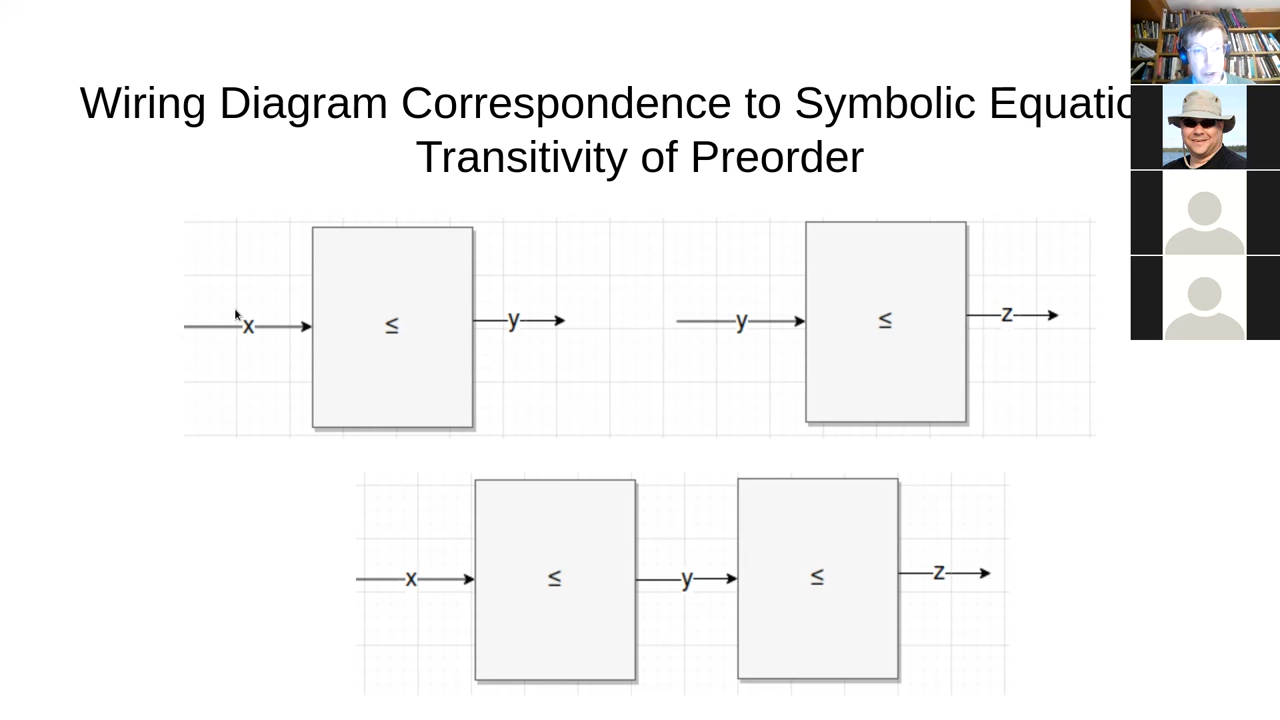 Wiring Diagram Correspondence to Symbolic Equatio
Transitivity of Preorder
x ≤ y y ≤ z
x ≤ y ≤ z